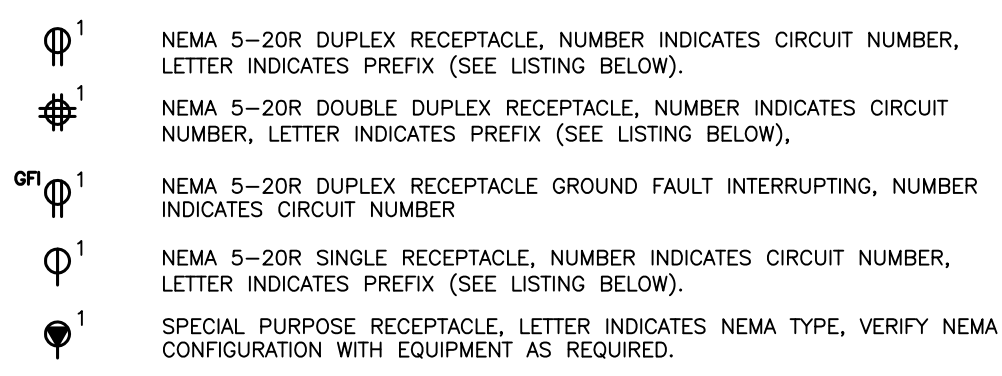 1 NEMA 5-20R DUPLEX RECEPTACLE, NUMBER INDICATES CIRCUIT NUMBER,
LETTER INDICATES PREFIX (SEE LISTING BELOW).
1 NEMA 5-20R DOUBLE DUPLEX RECEPTACLE, NUMBER INDICATES CIRCUIT
NUMBER, LETTER INDICATES PREFIX (SEE LISTING BELOW),
GFI 1 NEMA 5-20R DUPLEX RECEPTACLE GROUND FAULT INTERRUPTING, NUMBER
INDICATES CIRCUIT NUMBER
1 NEMA 5-20R SINGLE RECEPTACLE, NUMBER INDICATES CIRCUIT NUMBER,
LETTER INDICATES PREFIX (SEE LISTING BELOW).
1 SPECIAL PURPOSE RECEPTACLE, LETTER INDICATES NEMA TYPE, VERIFY NEMA
CONFIGURATION WITH EQUIPMENT AS REQUIRED.